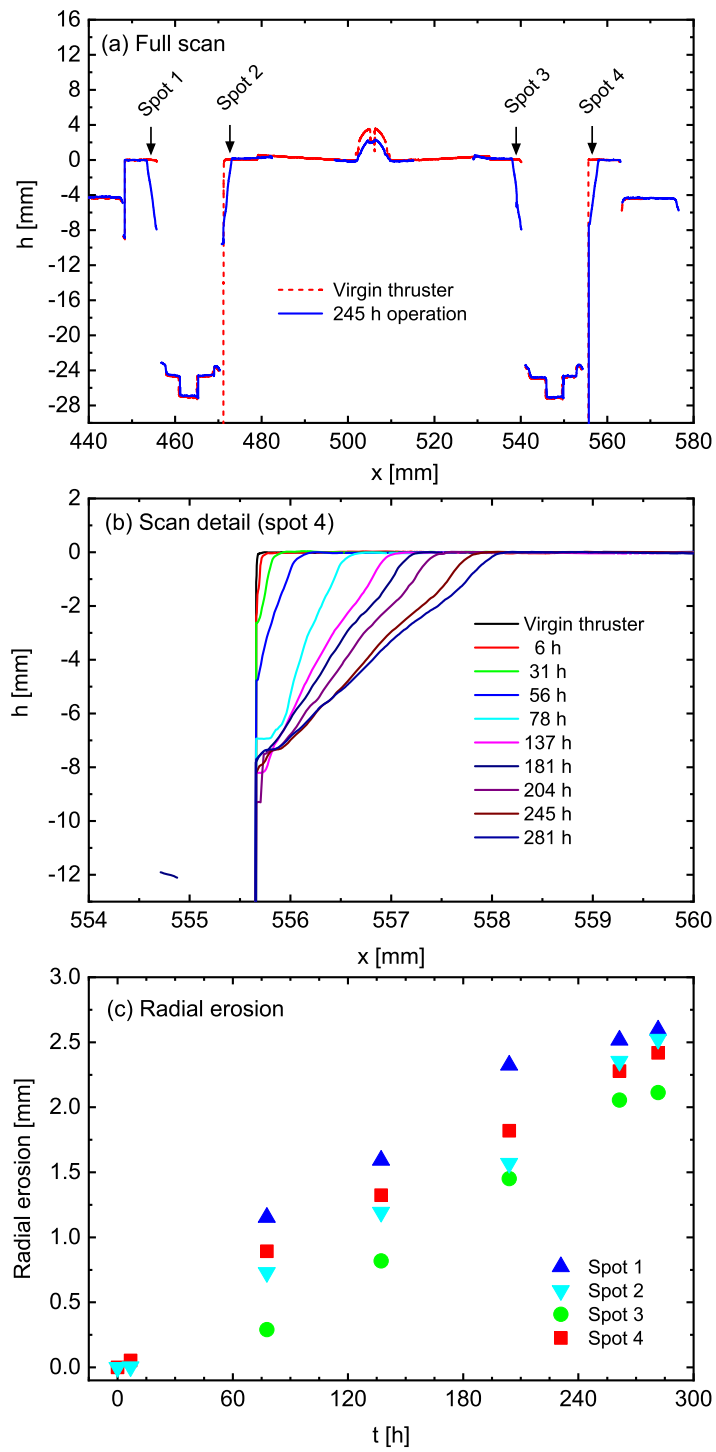 (a) Full scan
Spot 1
Spot 2
Spot 3
Spot 4
16
12
8
4
0
-4
-8
-12
-16
-20
-24
-28
h [mm]
Virgin thruster
245 h operation
440 460 480 500 520 540 560 580
x [mm]
(b) Scan detail (spot 4)
2
0
-2
-4
-6
-8
-10
-12
h [mm]
Virgin thruster
6 h
31 h
56 h
78 h
137 h
181 h
204 h
245 h
281 h
554 555 556 557 558 559 560
x [mm]
(c) Radial erosion
3.0
2.5
2.0
1.5
1.0
0.5
0.0
Radial erosion [mm]
Spot 1
Spot 2
Spot 3
Spot 4
0 60 120 180 240 300
t [h]